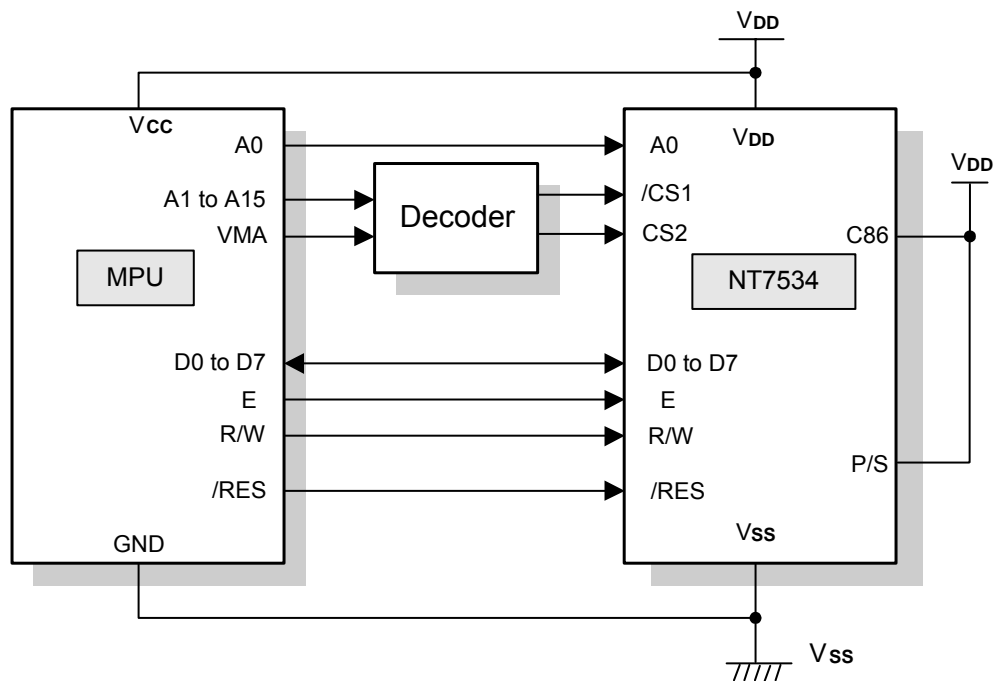 VDD
VCC
A0
A1 to A15
VMA
MPU
D0 to D7
E
R/W
/RES
GND
Decoder
VDD
A0
/CS1
CS2
C86
NT7534
D0 to D7
E
R/W
P/S
/RES
VSS
VDD
VSS